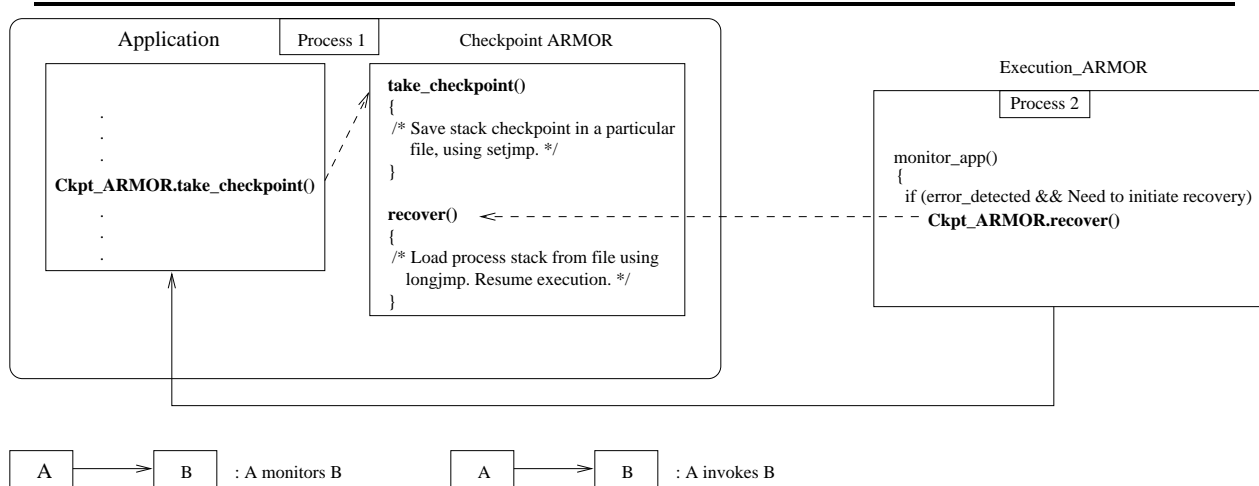 Application
Process 1
Checkpoint ARMOR
.
.
.
Ckpt_ARMOR.take_checkpoint()
.
.
.
.
take_checkpoint()
{
/* Save stack checkpoint in a particular
file, using setjmp. */
}
recover()
{
/* Load process stack from file using
longjmp. Resume execution. */
}
Execution_ARMOR
Process 2
monitor_app()
{
if (error_detected && Need to initiate recovery)
Ckpt_ARMOR.recover()
A
B
: A monitors B
A
B
: A invokes B